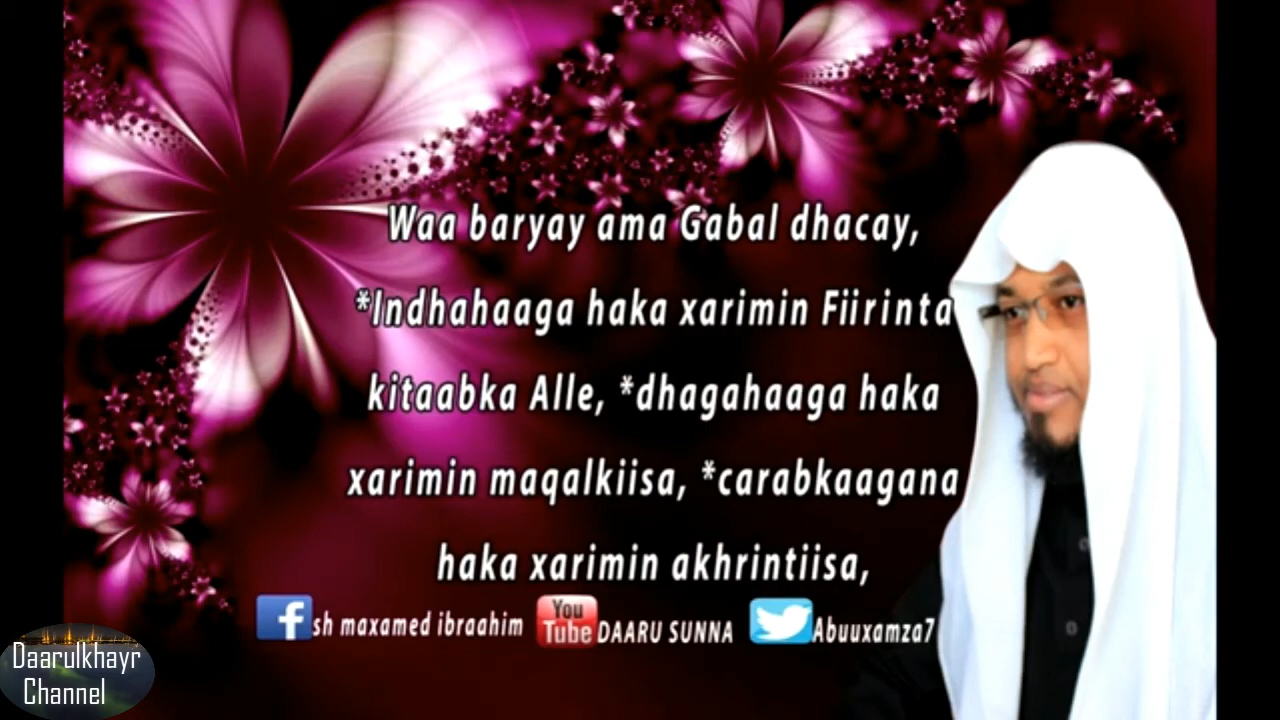 Waa baryay ama Gabal dhacay,
*Indhahaaga haka xarimin Fiirinta
kitaabka Alle, *dhagahaaga haka
xarimin maqalkiisa, *carabkaagana
haka xarimin akhrintiisa,
f sh maxamed ibraahim You Tube DAARU SUNNA Abuuxamza7
Daarulkhayr
Channel